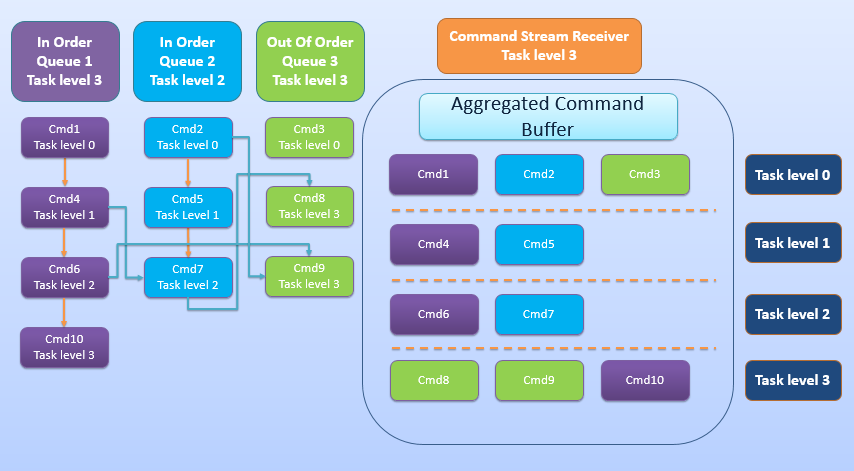 In Order
Queue 1
Task level 3
In Order
Queue 2
Task level 2
Out Of Order
Queue 3
Task level 3
Command Stream Receiver
Task level 3
Cmd1
Task level 0
Cmd2
Task level 0
Cmd3
Task level 0
Cmd4
Task level 1
Cmd5
Task Level 1
Cmd8
Task level 3
Cmd6
Task level 2
Cmd7
Task level 2
Cmd9
Task level 3
Cmd10
Task level 3
Aggregated Command
Buffer
Cmd1
Cmd2
Cmd3
Task level 0
Cmd4
Cmd5
Task level 1
Cmd6
Cmd7
Task level 2
Cmd8
Cmd9
Cmd10
Task level 3